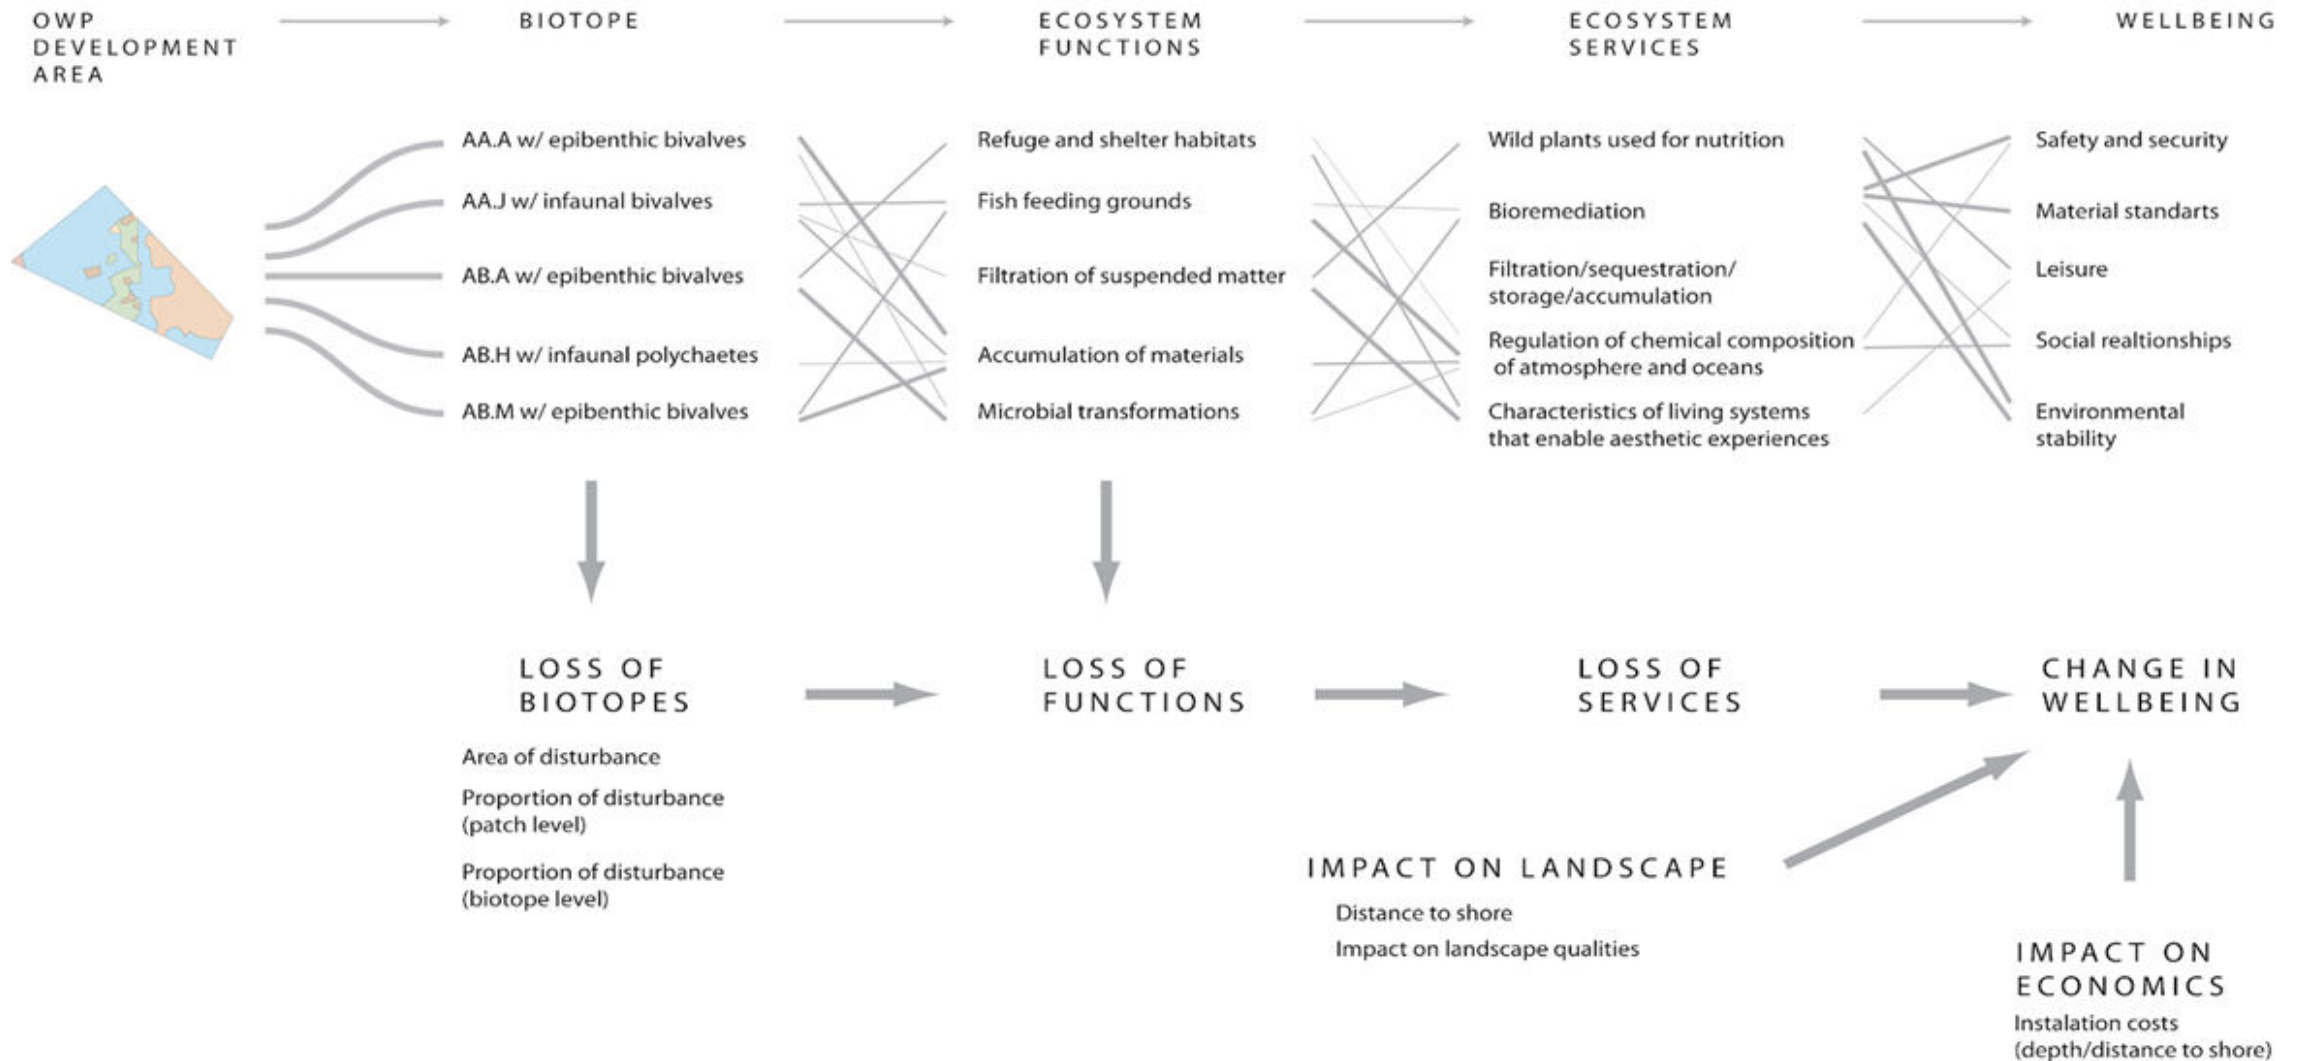 OWP
DEVELOPMENT
AREA
BIOTOPE
ECOSYSTEM
FUNCTIONS
ECOSYSTEM
SERVICES
WELLBEING
AA.A w/ epibenthic bivalves
AA.J w/ infaunal bivalves
AB.A w/ epibenthic bivalves
AB.H w/ infaunal polychaetes
AB.M w/ epibenthic bivalves
Refuge and shelter habitats
Fish feeding grounds
Filtration of suspended matter
Accumulation of materials
Microbial transformations
Wild plants used for nutrition
Bioremediation
Filtration/sequestration/
storage/accumulation
Regulation of chemical composition
of atmosphere and oceans
Characteristics of living systems
that enable aesthetic experiences
Safety and security
Material standarts
Leisure
Social realtionships
Environmental
stability
LOSS OF
BIOTOPES
LOSS OF
FUNCTIONS
LOSS OF
SERVICES
CHANGE IN
WELLBEING
Area of disturbance
Proportion of disturbance
(patch level)
Proportion of disturbance
(biotope level)
IMPACT ON LANDSCAPE
Distance to shore
Impact on landscape qualities
IMPACT ON
ECONOMICS
Instalation costs
(depth/distance to shore)